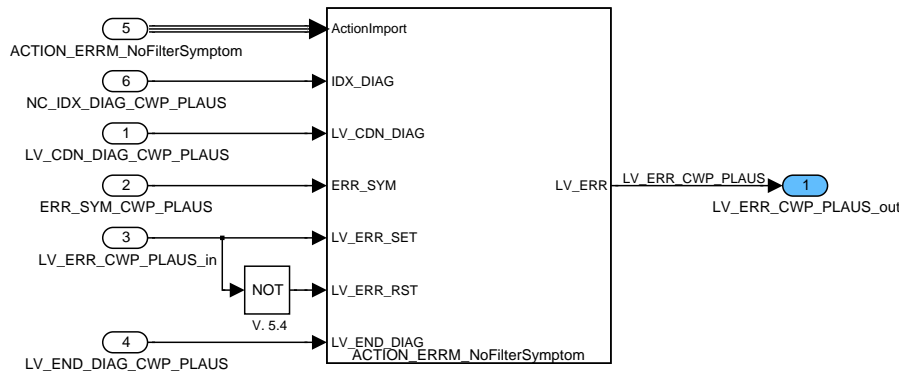 5
ActionImport
ACTION_ERRM_NoFilterSymptom
6
IDX_DIAG
NC_IDX_DIAG_CWP_PLAUS
1
LV_CDN_DIAG
LV_CDN_DIAG_CWP_PLAUS
2
ERR_SYM
LV_ERR
LV_ERR_CWP_PLAUS
1
ERR_SYM_CWP_PLAUS
LV_ERR_CWP_PLAUS_out
3
LV_ERR_SET
LV_ERR_CWP_PLAUS_in
NOT
LV_ERR_RST
V. 5.4
4
LV_END_DIAG
ACTION_ERRM_NoFilterSymptom
LV_END_DIAG_CWP_PLAUS